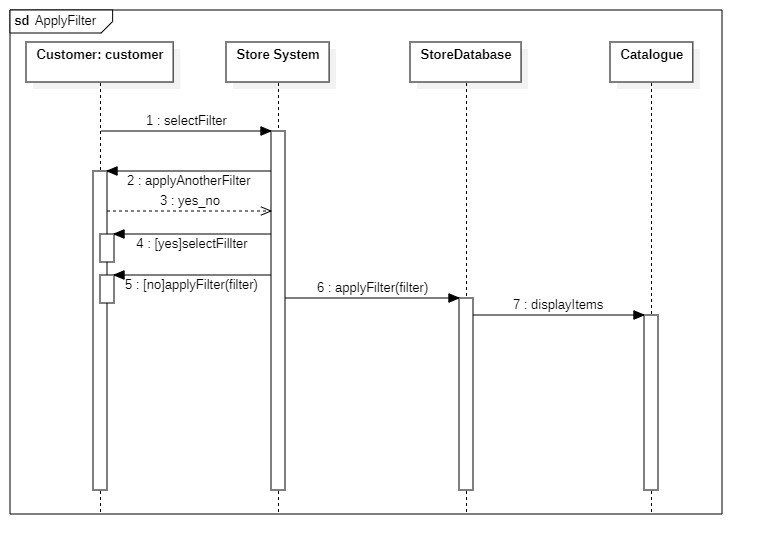 sd ApplyFilter
Customer: customer
Store System
StoreDatabase
Catalogue
1 : selectFilter
2 : applyAnotherFilter
3 : yes_no
4 : [yes]selectFillter
5 : [no]applyFilter(filter)
6 : applyFilter(filter)
7 : displayItems